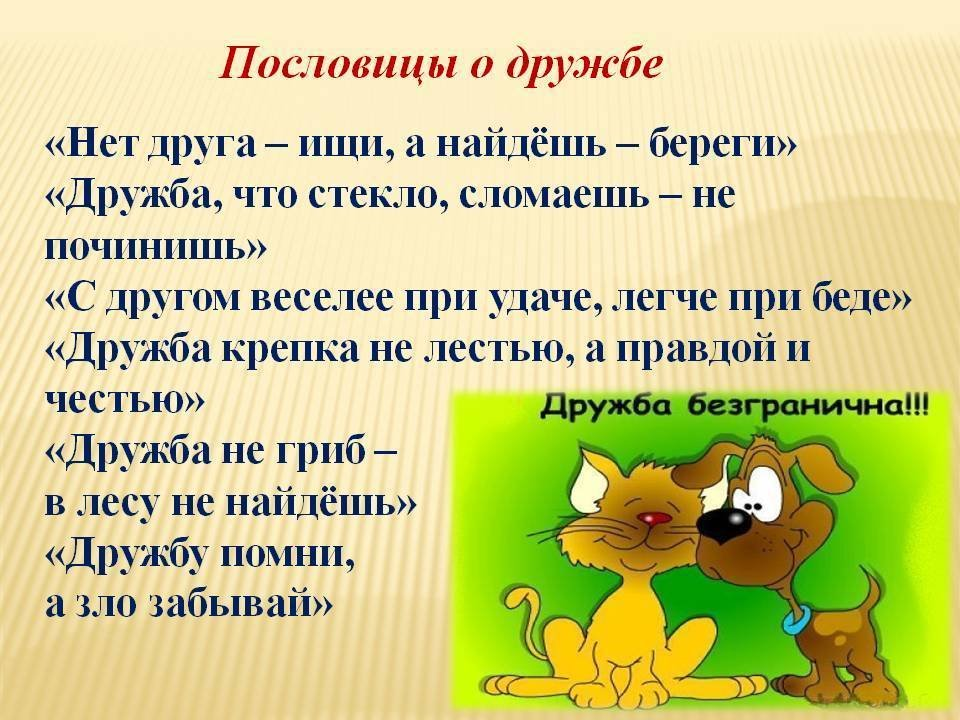 Пословицы о дружбе
«Нет друга – ищи, а найдёшь – береги»
«Дружба, что стекло, сломаешь – не
починишь»
«С другом веселее при удаче, легче при беде»
«Дружба крепка не лестью, а правдой и
честью»
«Дружба не гриб –
в лесу не найдёшь»
«Дружбу помни,
а зло забывай»
Дружба безгранична!!!